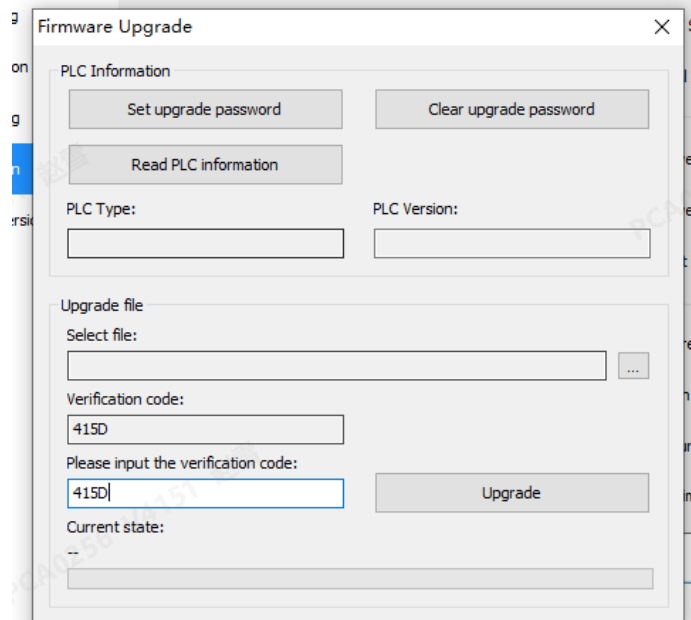 Firmware Upgrade
PLC Information
Set upgrade password
Clear upgrade password
Read PLC information
PLC Type:
PLC Version:
Upgrade file
Select file:
...
Verification code:
415D
Please input the verification code:
415D
Upgrade
Current state:
--